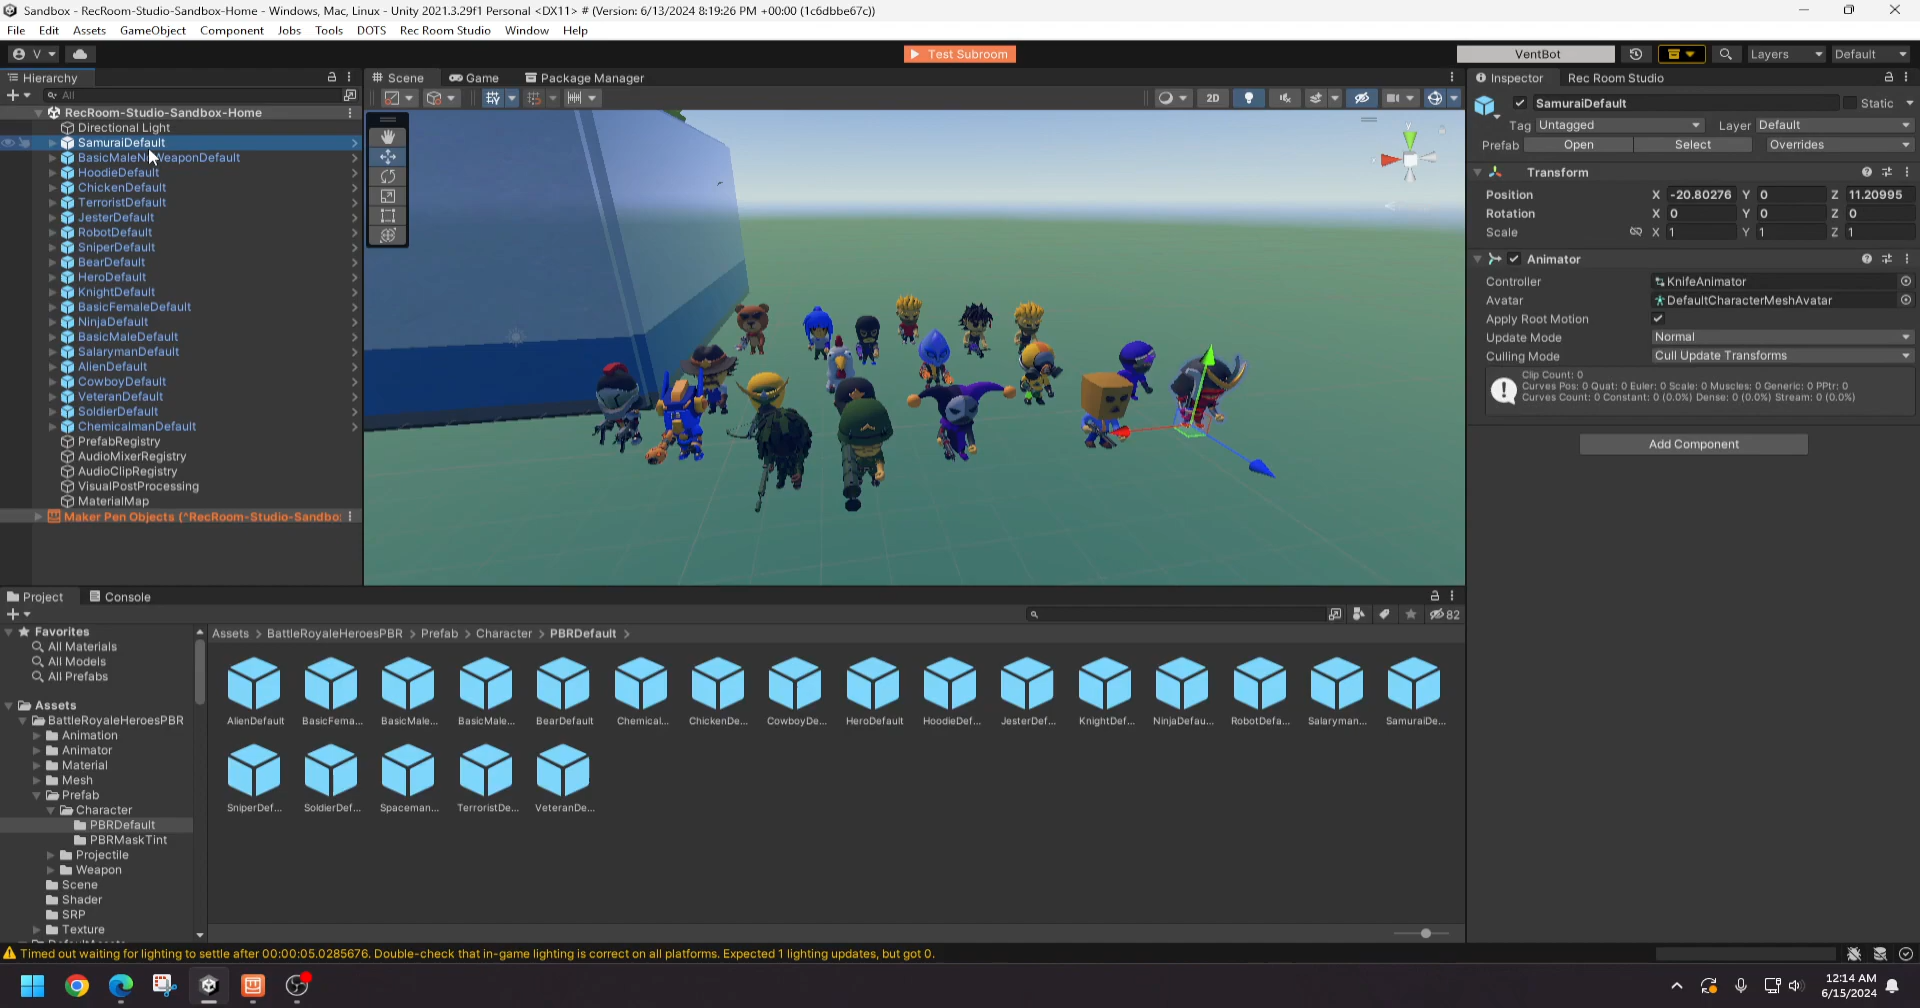 Sandbox - RecRoom-Studio-Sandbox-Home - Windows, Mac, Linux - Unity 2021.3.29f1 Personal <DX11> # (Version: 6/13/2024 8:19:26 PM +00:00 (1c6dbbe67c))
File Edit Assets GameObject Component Jobs Tools DOTS Rec Room Studio Window Help
V Test Subroom VentBot Layers Default
Hierarchy Scene Game Package Manager Inspector Rec Room Studio
All 2D
RecRoom-Studio-Sandbox-Home
Directional Light
SamuraiDefault
HoodieDefault
ChickenDefault
TerroristDefault
JesterDefault
RobotDefault
SniperDefault
BearDefault
HeroDefault
KnightDefault
BasicFemaleDefault
NinjaDefault
BasicMaleDefault
SalarymanDefault
AlienDefault
CowboyDefault
VeteranDefault
SoldierDefault
ChemicalmanDefault
PrefabRegistry
AudioMixerRegistry
AudioClipRegistry
VisualPostProcessing
MaterialMap
Maker Pen Objects (*RecRoom-Studio-Sandbo:
SamuraiDefault Static
Tag Untagged Layer Default
Prefab Open Select Overrides
Transform
Position X -20.80276 Y 0 Z 11.20995
Rotation X 0 Y 0 Z 0
Scale X 1 Y 1 Z 1
Animator
Controller KnifeAnimator
Avatar DefaultCharacterMeshAvatar
Apply Root Motion
Update Mode Normal
Culling Mode Cull Update Transforms
Clip Count: 0
Curves Pos: 0 Quat: 0 Euler: 0 Scale: 0 Muscles: 0 Generic: 0 PPtr: 0
Curves Count: 0 Constant: 0 (0.0%) Dense: 0 (0.0%) Stream: 0 (0.0%)
Add Component
Project Console
82
Favorites
All Materials
All Models
All Prefabs
Assets
BattleRoyaleHeroesPBR
Animation
Animator
Material
Mesh
Prefab
Character
PBRDefault
PBRMaskTint
Projectile
Weapon
Scene
Shader
SRP
Texture
Assets > BattleRoyaleHeroesPBR > Prefab > Character > PBRDefault >
AlienDefault BasicFema... BasicMale... BasicMale... BearDefault Chemical... ChickenDe... CowboyDe... HeroDefault HoodieDef... JesterDef... KnightDef... NinjaDefau... RobotDefa... Salaryman... SamuraiDe...
SniperDef... SoldierDef... Spaceman... TerroristDe... VeteranDe...
Timed out waiting for lighting to settle after 00:00:05.0285676. Double-check that in-game lighting is correct on all platforms. Expected 1 lighting updates, but got 0.
12:14 AM
6/15/2024